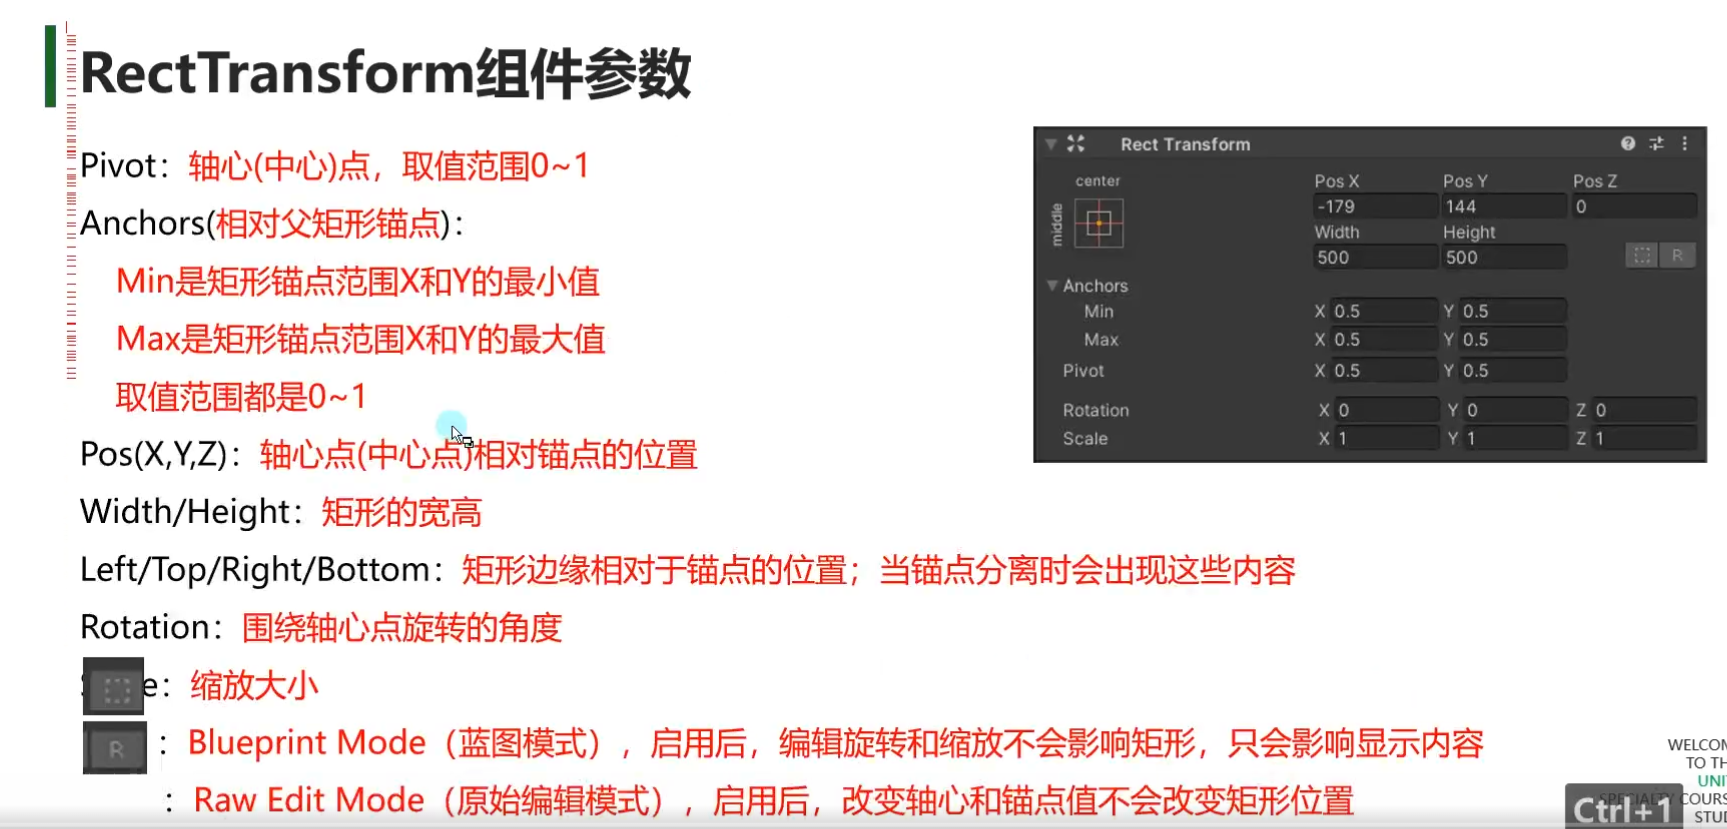 RectTransform组件参数
Pivot：轴心(中心)点，取值范围0~1
Anchors(相对父矩形锚点)：
Min是矩形锚点范围X和Y的最小值
Max是矩形锚点范围X和Y的最大值
取值范围都是0~1
Pos(X,Y,Z)：轴心点(中心点)相对锚点的位置
Width/Height：矩形的宽高
Left/Top/Right/Bottom：矩形边缘相对于锚点的位置；当锚点分离时会出现这些内容
Rotation：围绕轴心点旋转的角度
e：缩放大小
R ：Blueprint Mode（蓝图模式），启用后，编辑旋转和缩放不会影响矩形，只会影响显示内容
：Raw Edit Mode（原始编辑模式），启用后，改变轴心和锚点值不会改变矩形位置
Rect Transform
center
middle
Pos X Pos Y Pos Z
-179 144 0
Width Height
500 500
R
Anchors
Min X 0.5 Y 0.5
Max X 0.5 Y 0.5
Pivot X 0.5 Y 0.5
Rotation X 0 Y 0 Z 0
Scale X 1 Y 1 Z 1
WELCOM
TO TH
UNI
SPECIALTY COURS
STU
Ctrl+1